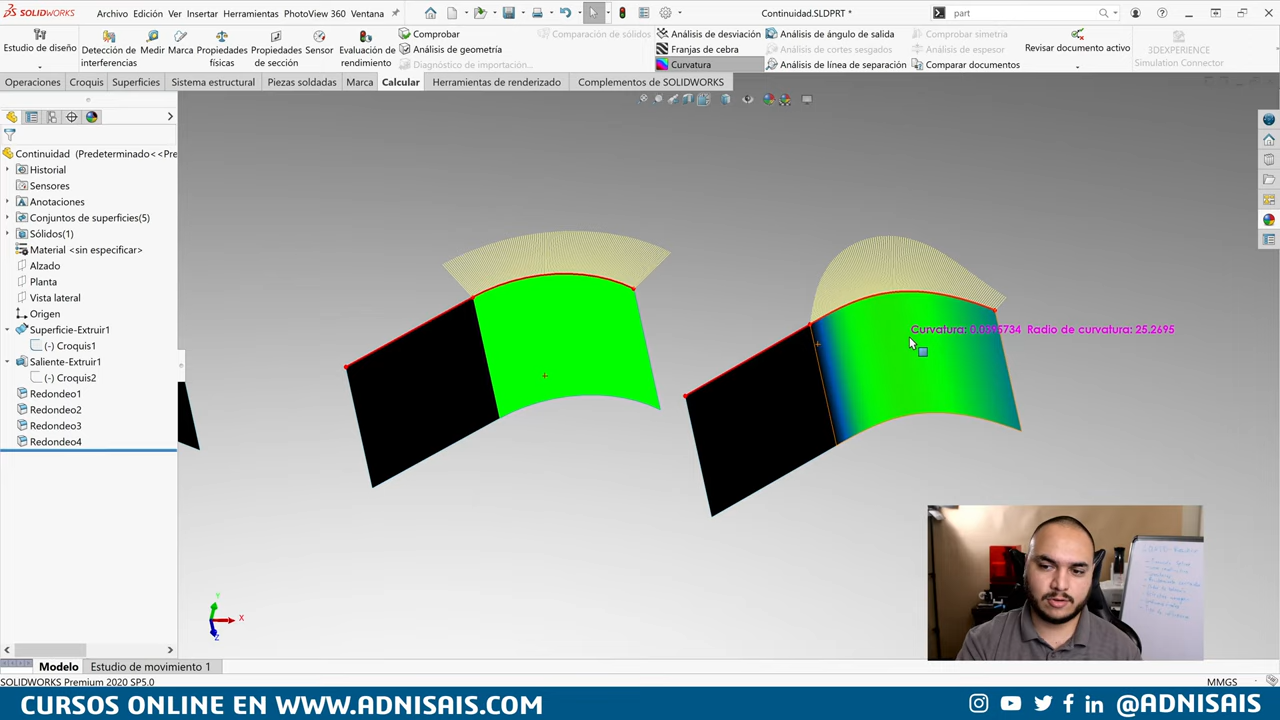 SOLIDWORKS
Archivo Edición Ver Insertar Herramientas PhotoView 360 Ventana
Continuidad.SLDPRT *
part
Estudio de diseño
Detección de interferencias
Medir
Marca
Propiedades físicas
Propiedades de sección
Sensor
Evaluación de rendimiento
Comprobar
Análisis de geometría
Diagnóstico de importación...
Comparación de sólidos
Análisis de desviación
Franjas de cebra
Curvatura
Análisis de ángulo de salida
Análisis de cortes sesgados
Análisis de línea de separación
Comprobar simetría
Análisis de espesor
Comparar documentos
Revisar documento activo
3DEXPERIENCE
Simulation Connector
Operaciones Croquis Superficies Sistema estructural Piezas soldadas Marca Calcular Herramientas de renderizado Complementos de SOLIDWORKS
Continuidad (Predeterminado<<Pre
Historial
Sensores
Anotaciones
Conjuntos de superficies(5)
Sólidos(1)
Material <sin especificar>
Alzado
Planta
Vista lateral
Origen
Superficie-Extruir1
(-) Croquis1
Saliente-Extruir1
(-) Croquis2
Redondeo1
Redondeo2
Redondeo3
Redondeo4
Curvatura: 0.0395734 Radio de curvatura: 25.2695
Y
X
Z
Modelo Estudio de movimiento 1
SOLIDWORKS Premium 2020 SP5.0
MMGS
CURSOS ONLINE EN WWW.ADNISAIS.COM
@ADNISAIS